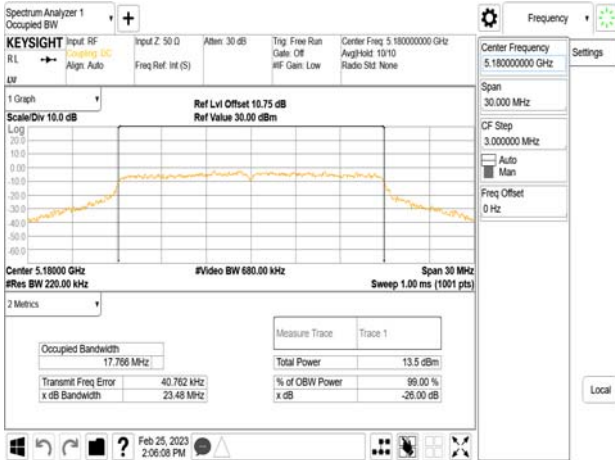 Spectrum Analyzer 1
Occupied BW
Frequency
KEYSIGHT
RL
Input: RF
Coupling: DC
Align: Auto
Input Z: 50 Ω
Freq Ref: Int (S)
Atten: 30 dB
Trig: Free Run
Gate: Off
#IF Gain: Low
Center Freq: 5.180000000 GHz
Avg|Hold: 10/10
Radio Std: None
Center Frequency
5.180000000 GHz
Settings
Span
30.000 MHz
CF Step
3.000000 MHz
Auto
Man
Freq Offset
0 Hz
Local
1 Graph
Scale/Div 10.0 dB
Ref Lvl Offset 10.75 dB
Ref Value 30.00 dBm
Log
20.0
10.0
0.00
-10.0
-20.0
-30.0
-40.0
-50.0
-60.0
Center 5.18000 GHz
#Res BW 220.00 kHz
#Video BW 680.00 kHz
Span 30 MHz
Sweep 1.00 ms (1001 pts)
2 Metrics
Measure Trace
Trace 1
Occupied Bandwidth
17.766 MHz
Total Power
13.5 dBm
Transmit Freq Error
40.762 kHz
% of OBW Power
99.00 %
x dB Bandwidth
23.48 MHz
x dB
-26.00 dB
?
Feb 25, 2023
2:06:08 PM